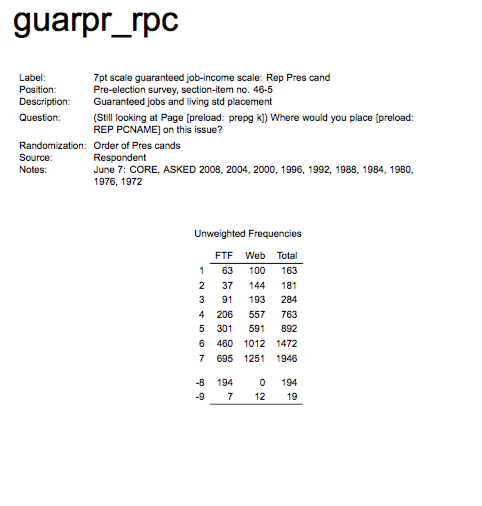 guarpr_rpc
Label: 7pt scale guaranteed job-income scale: Rep Pres cand
Position: Pre-election survey, section-item no. 46-5
Description: Guaranteed jobs and living std placement
Question: (Still looking at Page [preload: prepg k]) Where would you place [preload:
REP PCNAME] on this issue?
Randomization: Order of Pres cands
Source: Respondent
Notes: June 7: CORE, ASKED 2008, 2004, 2000, 1996, 1992, 1988, 1984, 1980,
1976, 1972
Unweighted Frequencies
FTF Web Total
1 63 100 163
2 37 144 181
3 91 193 284
4 206 557 763
5 301 591 892
6 460 1012 1472
7 695 1251 1946
-8 194 0 194
-9 7 12 19